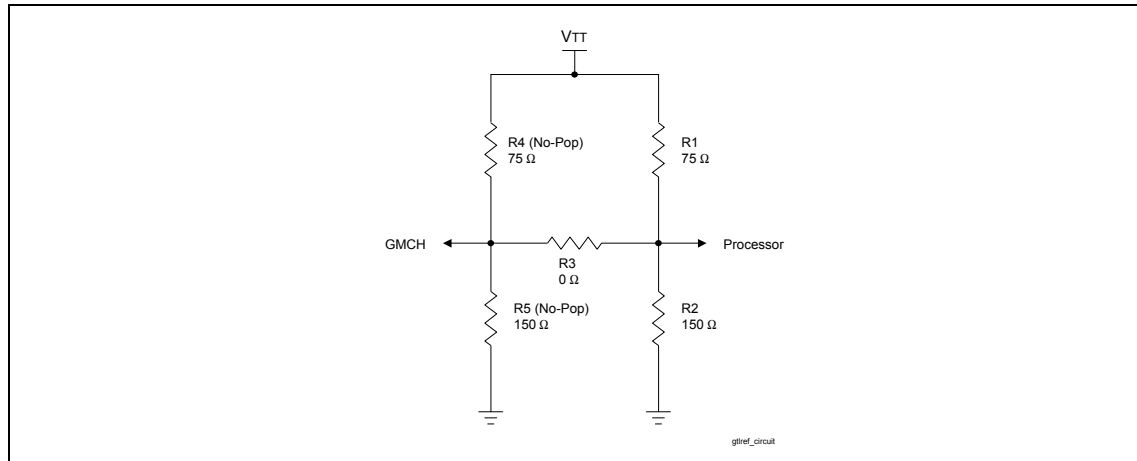 VTT
R4 (No-Pop)
75 Ω
R1
75 Ω
GMCH
Processor
R3
0 Ω
R5 (No-Pop)
150 Ω
R2
150 Ω
gtlref_circuit